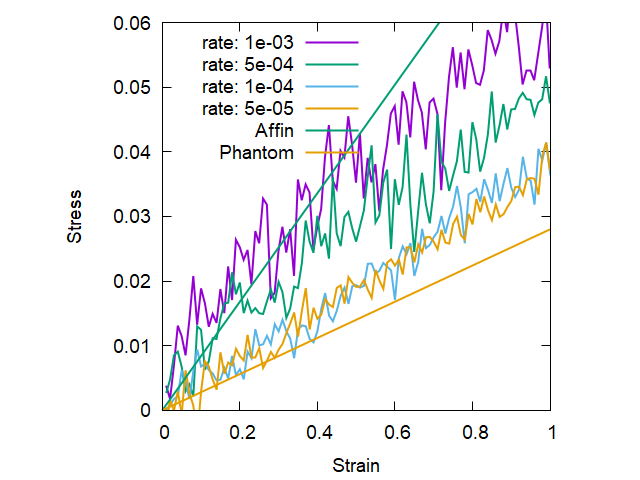 0.06
0.05
0.04
0.03
0.02
0.01
0
Stress
rate: 1e-03
rate: 5e-04
rate: 1e-04
rate: 5e-05
Affin
Phantom
0 0.2 0.4 0.6 0.8 1
Strain